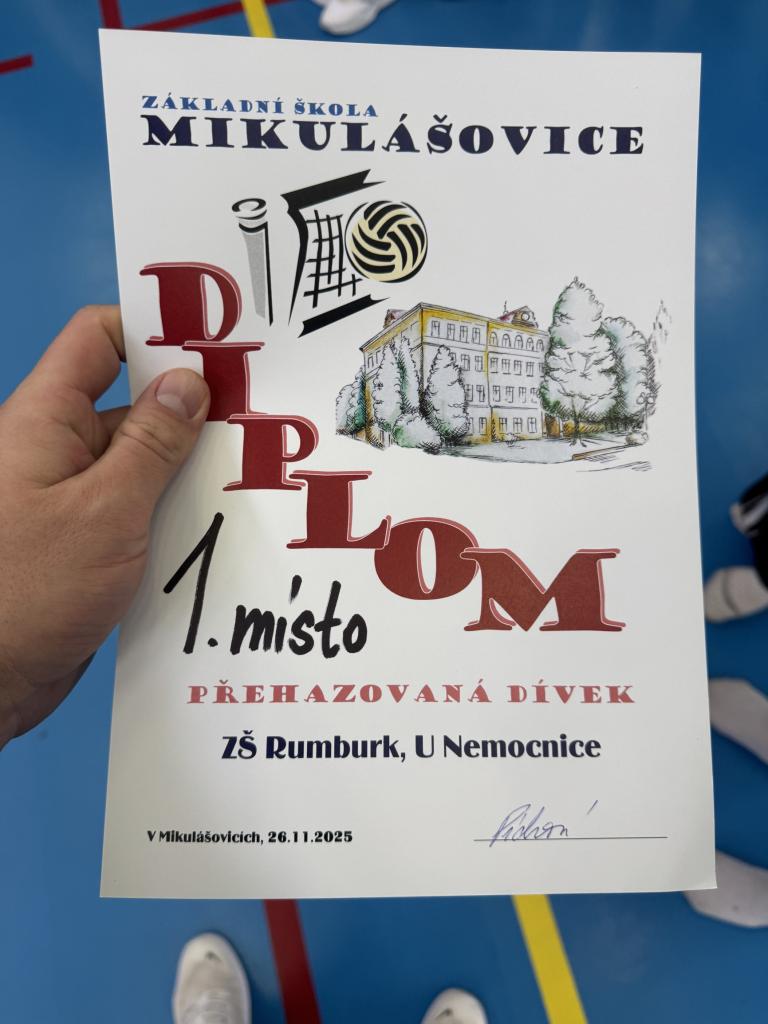 ZÁKLADNÍ ŠKOLA
MIKULÁŠOVICE
DIPLOM
1. místo
PŘEHAZOVANÁ DÍVEK
ZŠ Rumburk, U Nemocnice
V Mikulášovicích, 26.11.2025